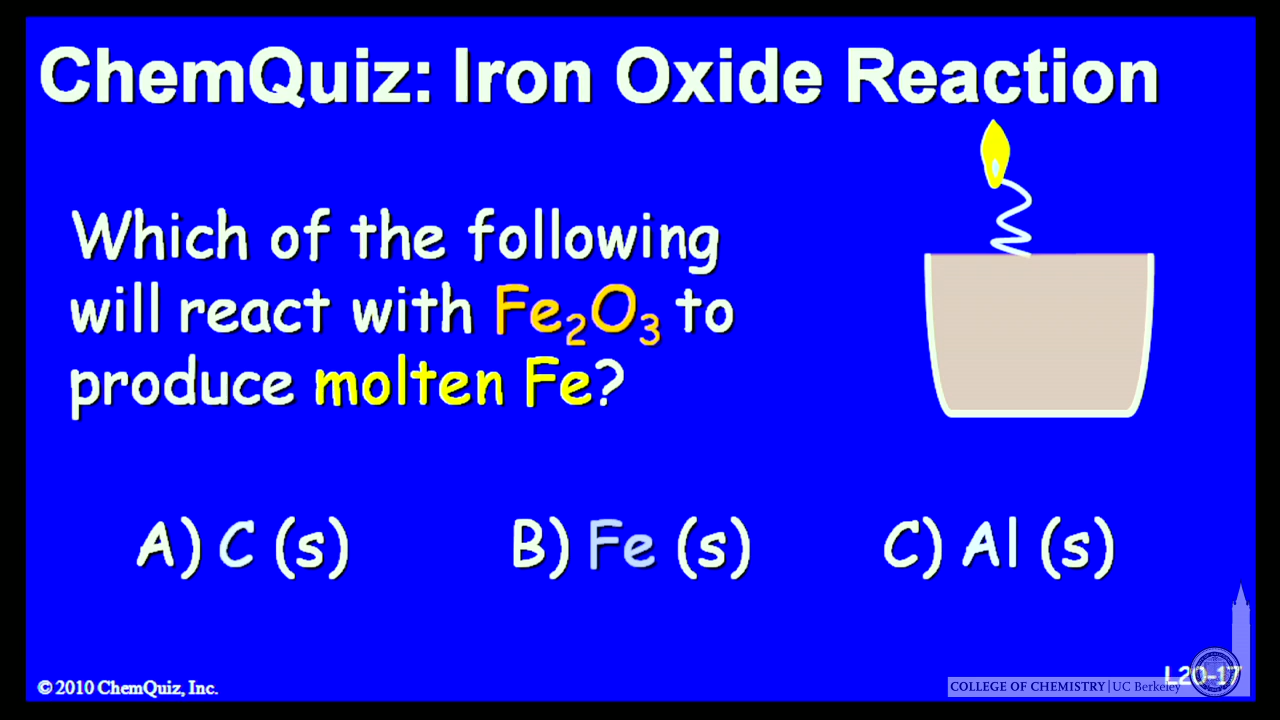 ChemQuiz: Iron Oxide Reaction
Which of the following
will react with Fe₂O₃ to
produce molten Fe?
A) C (s) B) Fe (s) C) Al (s)
© 2010 ChemQuiz, Inc.
L20-17
COLLEGE OF CHEMISTRY | UC Berkeley